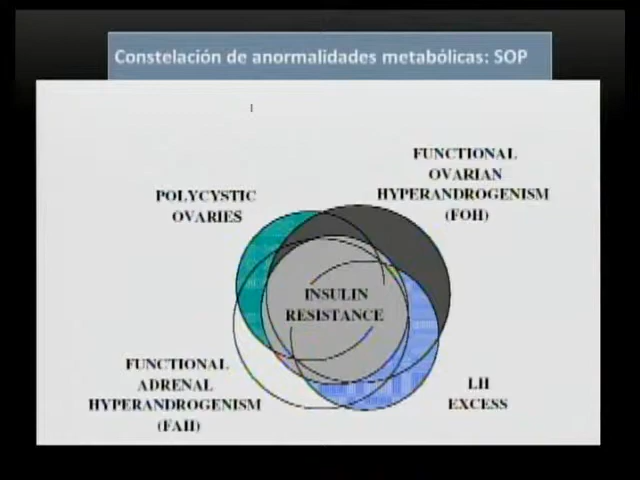 Constelación de anormalidades metabólicas: SOP
FUNCTIONAL
OVARIAN
HYPERANDROGENISM
(FOH)
POLYCYSTIC
OVARIES
INSULIN
RESISTANCE
FUNCTIONAL
ADRENAL
HYPERANDROGENISM
(FAH)
LH
EXCESS